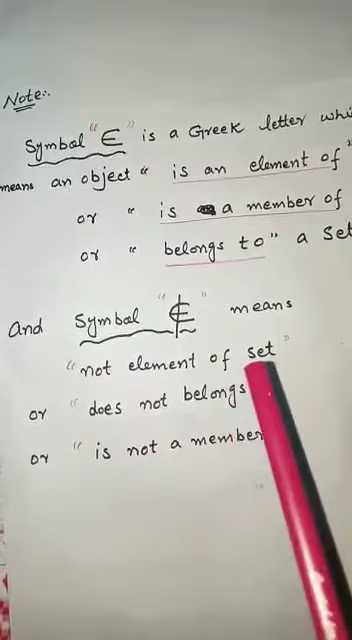 Note:-
Symbol "∈" is a Greek letter whi
means an object " is an element of "
or " is a member of
or " belongs to" a set
And Symbol "∉" means
"not element of set"
or "does not belongs
or "is not a member